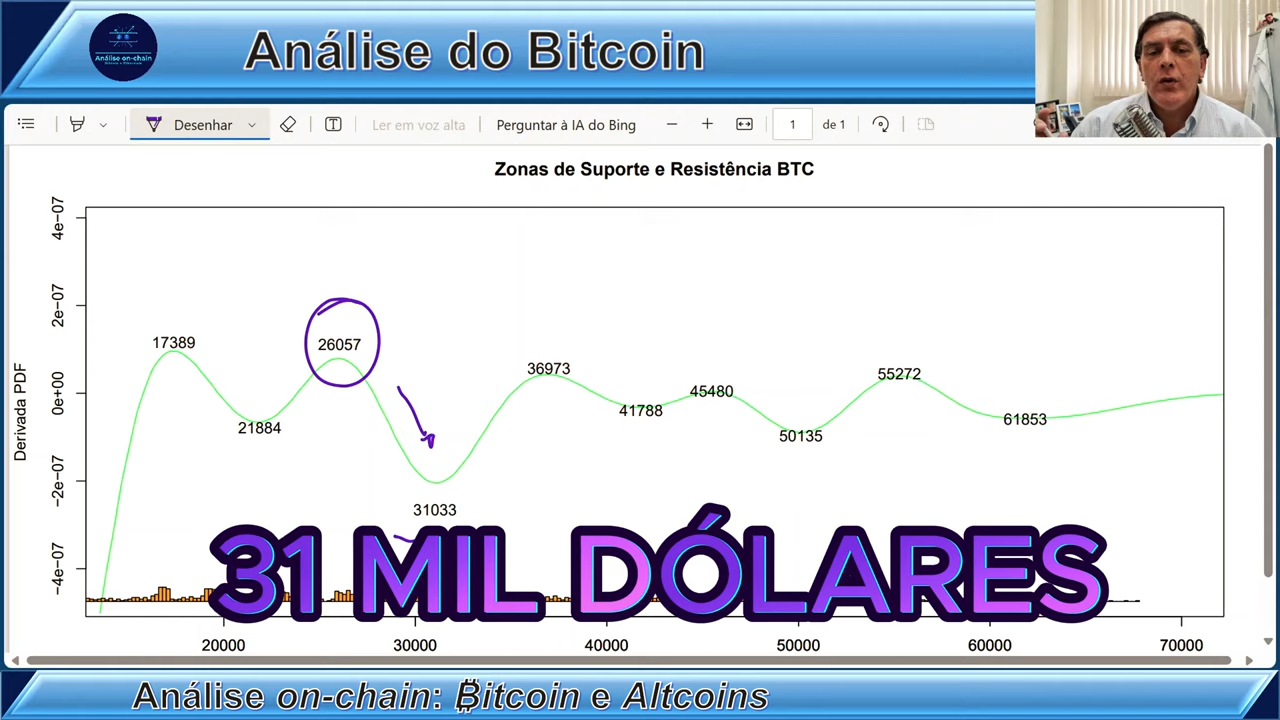 Análise do Bitcoin
Análise on-chain
Desenhar
Ler em voz alta
Perguntar à IA do Bing
1
de 1
Zonas de Suporte e Resistência BTC
Derivada PDF
4e-07
2e-07
0e+00
-2e-07
-4e-07
17389
21884
26057
31033
36973
41788
45480
50135
55272
61853
31 MIL DÓLARES
20000 30000 40000 50000 60000 70000
Análise on-chain: ₿itcoin e Altcoins